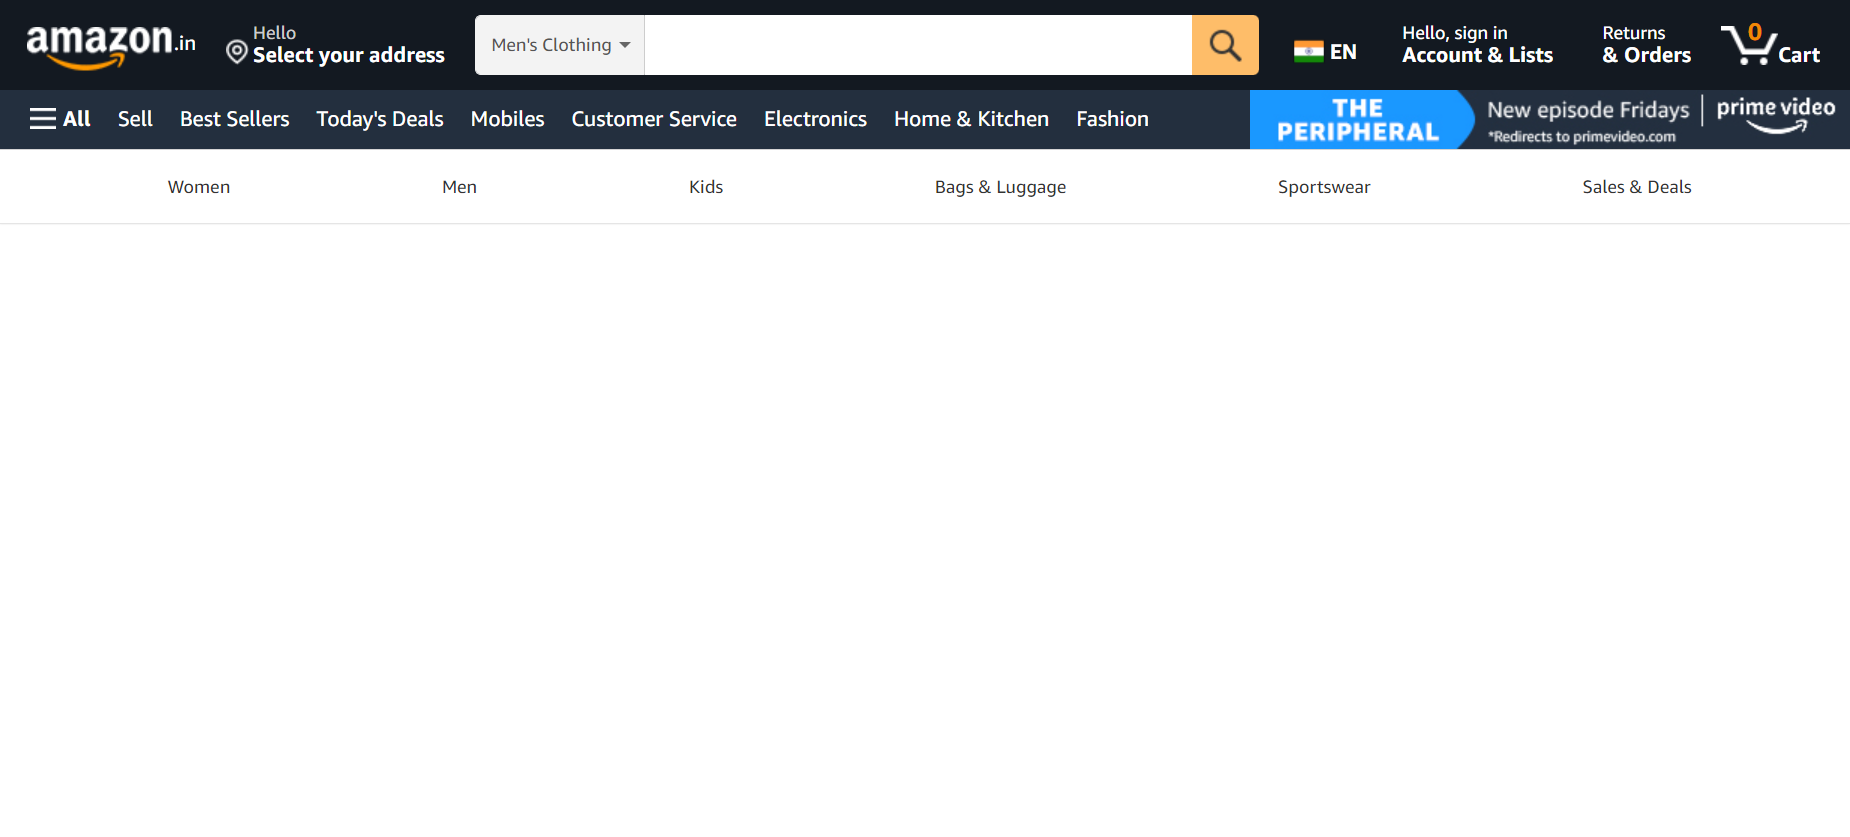 amazon.in
Hello
Select your address
Men's Clothing
EN
Hello, sign in
Account & Lists
Returns
& Orders
0
Cart
All Sell Best Sellers Today's Deals Mobiles Customer Service Electronics Home & Kitchen Fashion
THE
PERIPHERAL
New episode Fridays
*Redirects to primevideo.com
prime video
Women Men Kids Bags & Luggage Sportswear Sales & Deals